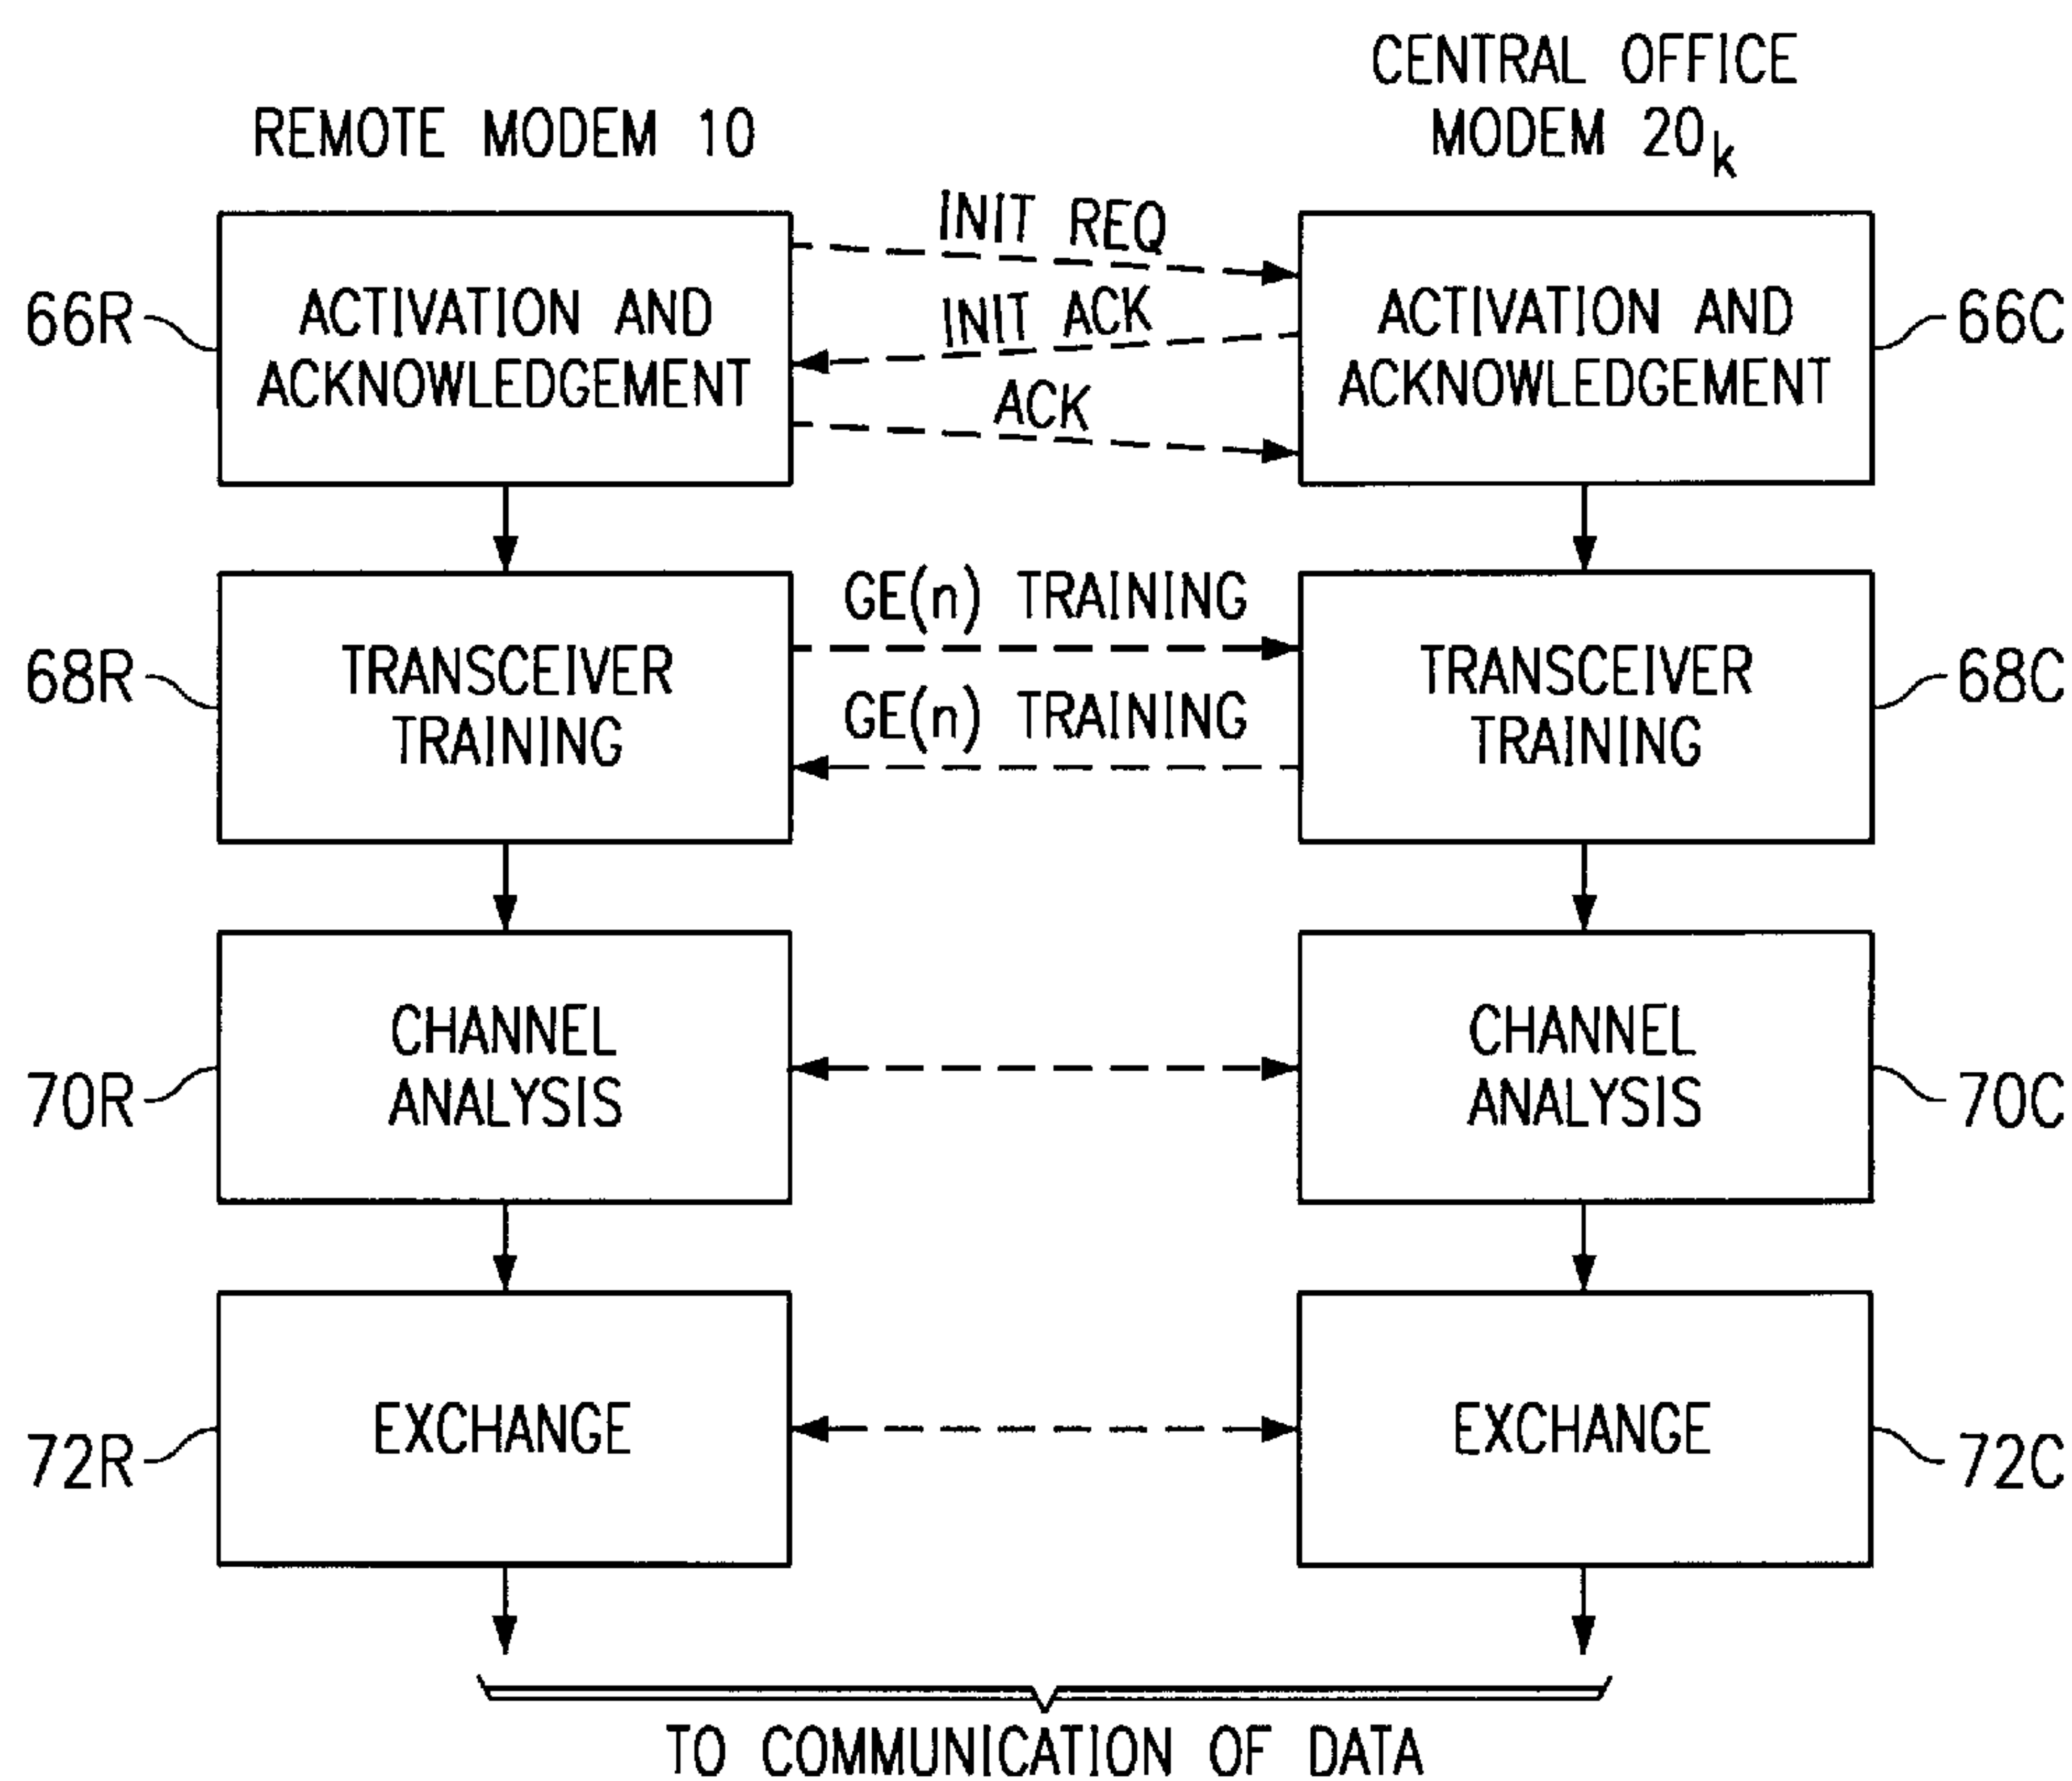 CENTRAL OFFICE
MODEM 20k
REMOTE MODEM 10
INIT REQ
INIT ACK
ACK
66R
ACTIVATION AND
ACKNOWLEDGEMENT
ACTIVATION AND
ACKNOWLEDGEMENT
66C
GE(n) TRAINING
GE(n) TRAINING
68R
TRANSCEIVER
TRAINING
TRANSCEIVER
TRAINING
68C
70R
CHANNEL
ANALYSIS
CHANNEL
ANALYSIS
70C
72R
EXCHANGE
EXCHANGE
72C
TO COMMUNICATION OF DATA